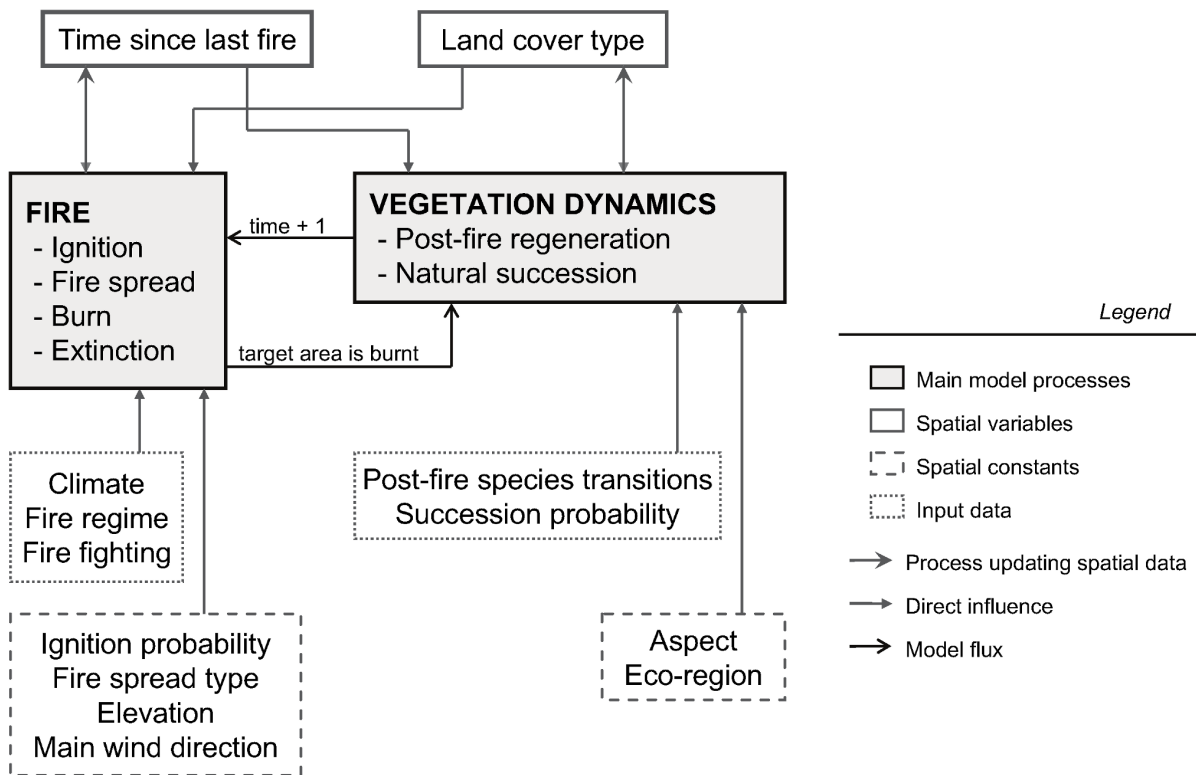 Time since last fire
Land cover type
FIRE
- Ignition
- Fire spread
- Burn
- Extinction
time + 1
VEGETATION DYNAMICS
- Post-fire regeneration
- Natural succession
target area is burnt
Climate
Fire regime
Fire fighting
Post-fire species transitions
Succession probability
Ignition probability
Fire spread type
Elevation
Main wind direction
Aspect
Eco-region
Legend
Main model processes
Spatial variables
Spatial constants
Input data
Process updating spatial data
Direct influence
Model flux